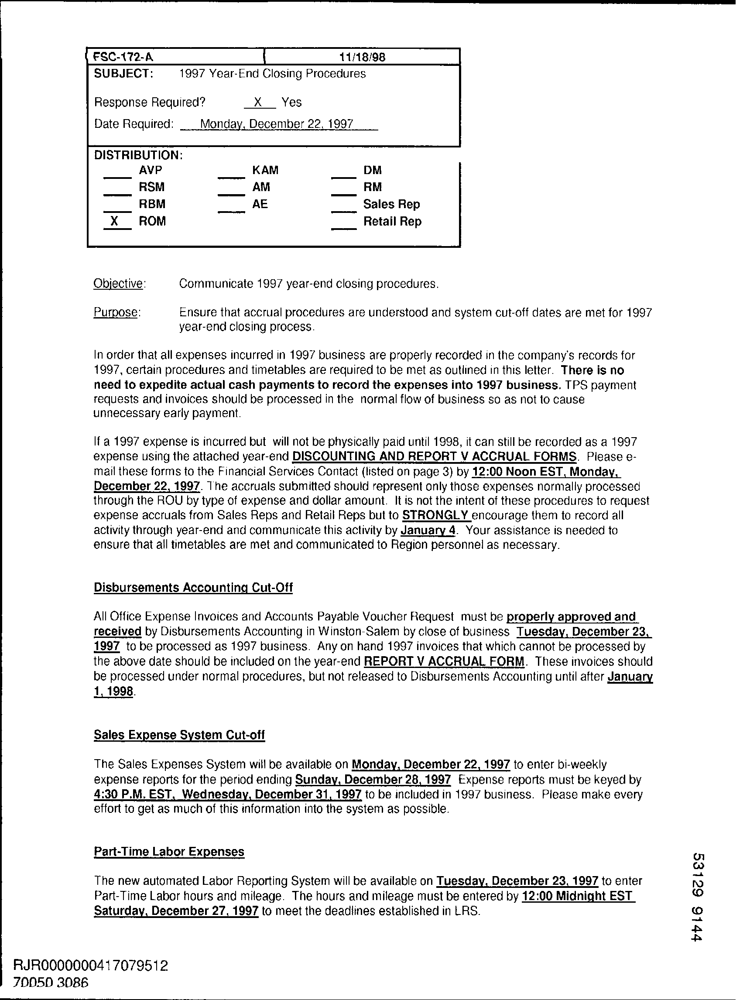 FSC-172-A 11/18/98
SUBJECT: 1997 Year-End Closing Procedures
Response Required? X Yes
Date Required: Monday, December 22, 1997
DISTRIBUTION:
AVP KAM DM
RSM AM RM
RBM AE Sales Rep
X ROM Retail Rep
Objective: Communicate 1997 year-end closing procedures.
Purpose: Ensure that accrual procedures are understood and system cut-off dates are met for 1997
year-end closing process.
In order that all expenses incurred in 1997 business are properly recorded in the company's records for
1997, certain procedures and timetables are required to be met as outlined in this letter. There is no
need to expedite actual cash payments to record the expenses into 1997 business. TPS payment
requests and invoices should be processed in the normal flow of business so as not to cause
unnecessary early payment.
If a 1997 expense is incurred but will not be physically paid until 1998, it can still be recorded as a 1997
expense using the attached year-end DISCOUNTING AND REPORT V ACCRUAL FORMS. Please e-
mail these forms to the Financial Services Contact (listed on page 3) by 12:00 Noon EST, Monday,
December 22, 1997. The accruals submitted should represent only those expenses normally processed
through the ROU by type of expense and dollar amount. It is not the intent of these procedures to request
expense accruals from Sales Reps and Retail Reps but to STRONGLY encourage them to record all
activity through year-end and communicate this activity by January 4. Your assistance is needed to
ensure that all timetables are met and communicated to Region personnel as necessary.
Disbursements Accounting Cut-Off
All Office Expense Invoices and Accounts Payable Voucher Request must be properly approved and
received by Disbursements Accounting in Winston-Salem by close of business Tuesday, December 23,
1997 to be processed as 1997 business. Any on hand 1997 invoices that which cannot be processed by
the above date should be included on the year-end REPORT V ACCRUAL FORM. These invoices should
be processed under normal procedures, but not released to Disbursements Accounting until after January
1, 1998.
Sales Expense System Cut-off
The Sales Expenses System will be available on Monday, December 22, 1997 to enter bi-weekly
expense reports for the period ending Sunday, December 28, 1997 Expense reports must be keyed by
4:30 P.M. EST, Wednesday, December 31, 1997 to be included in 1997 business. Please make every
effort to get as much of this information into the system as possible.
Part-Time Labor Expenses
The new automated Labor Reporting System will be available on Tuesday, December 23, 1997 to enter
Part-Time Labor hours and mileage. The hours and mileage must be entered by 12:00 Midnight EST
Saturday, December 27, 1997 to meet the deadlines established in LRS.
53129 9144
RJR0000000417079512
70050 3086